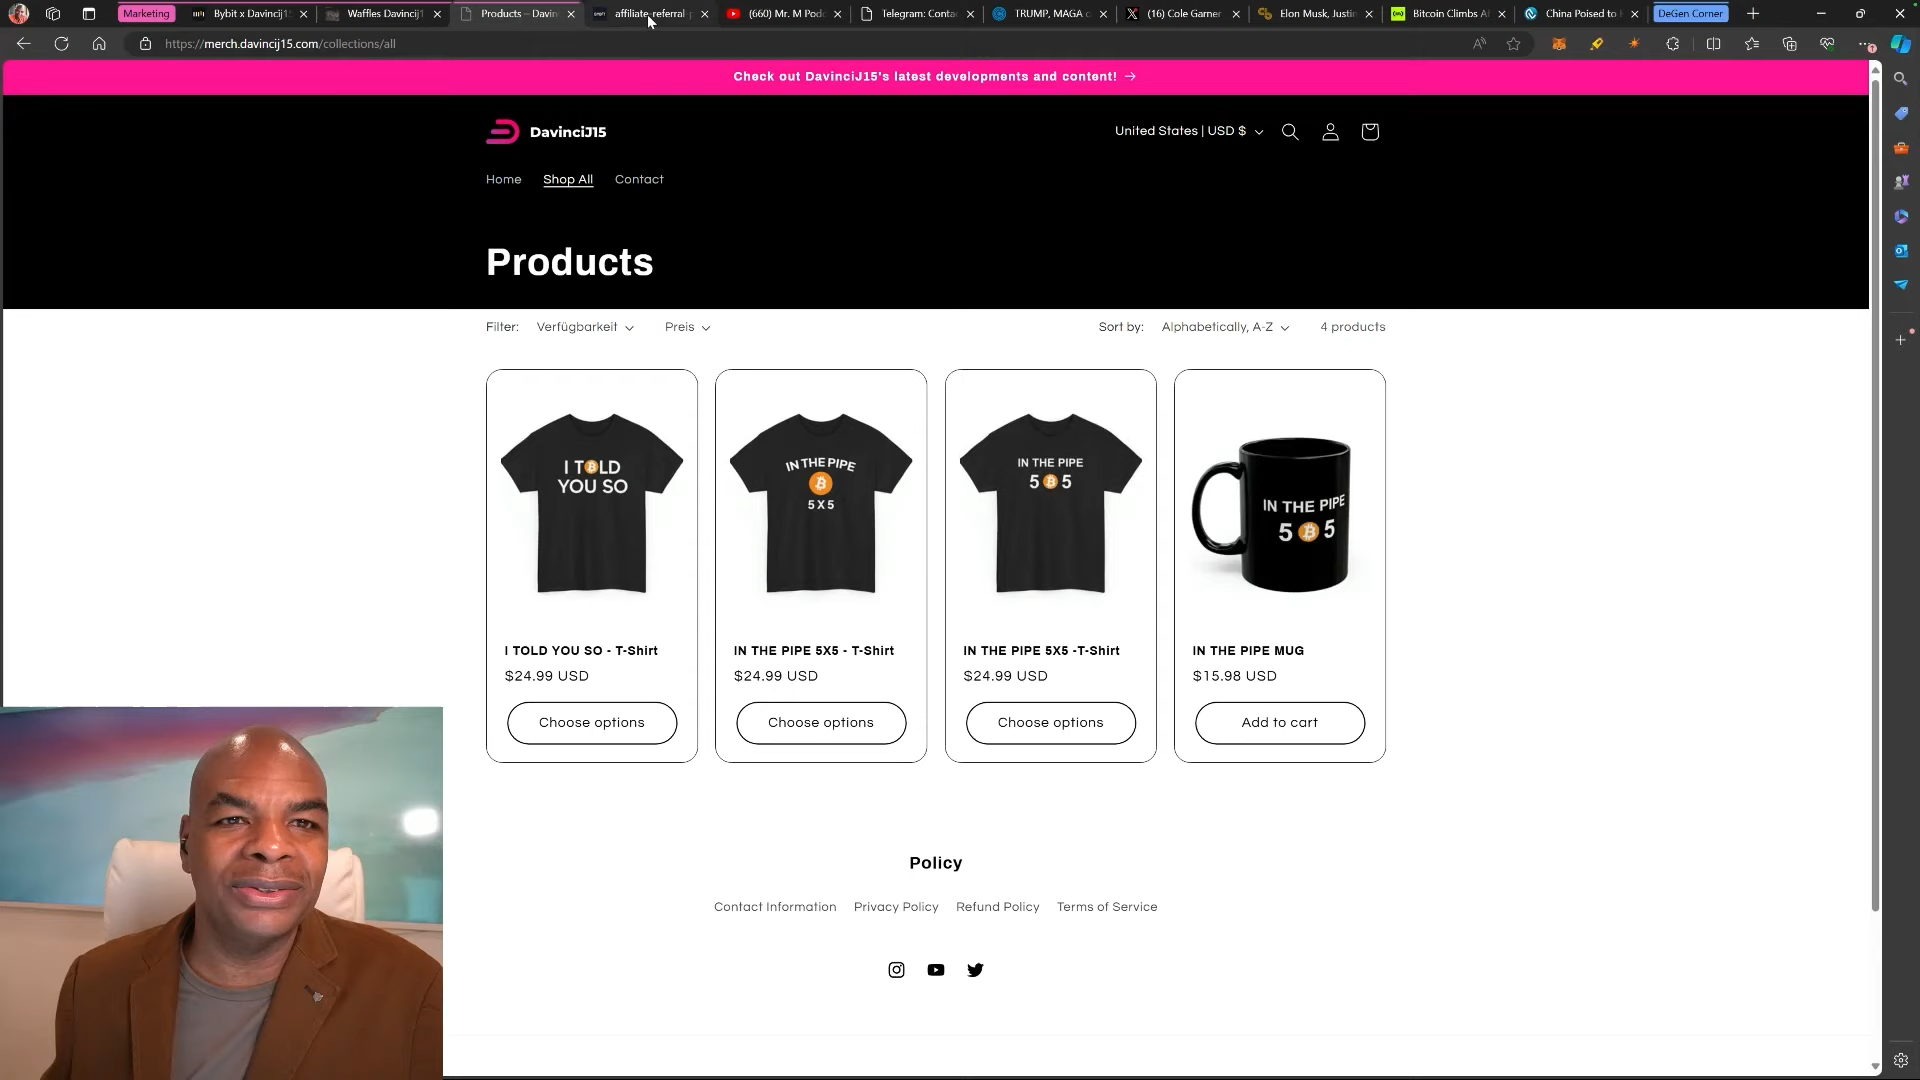 Marketing
Bybit x Davincij1
Waffles Davincij1
Products – Davin
affiliate-referral-
(660) Mr. M Podc
Telegram: Conta
TRUMP, MAGA
(16) Cole Garner
Elon Musk, Justin
Bitcoin Climbs A
China Poised to
DeGen Corner
https://merch.davincij15.com/collections/all
Check out DavinciJ15's latest developments and content! →
DavinciJ15
United States | USD $
Home
Shop All
Contact
Products
Filter:
Verfügbarkeit
Preis
Sort by:
Alphabetically, A-Z
4 products
I T LD
YOU SO
IN THE PIPE
5 X 5
IN THE PIPE
5 5
IN THE PIPE
5 5
I TOLD YOU SO - T-Shirt
$24.99 USD
Choose options
IN THE PIPE 5X5 - T-Shirt
$24.99 USD
Choose options
IN THE PIPE 5X5 -T-Shirt
$24.99 USD
Choose options
IN THE PIPE MUG
$15.98 USD
Add to cart
Policy
Contact Information
Privacy Policy
Refund Policy
Terms of Service